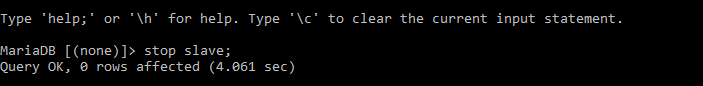 Type 'help;' or '\h' for help. Type '\c' to clear the current input statement.
MariaDB [(none)]> stop slave;
Query OK, 0 rows affected (4.061 sec)